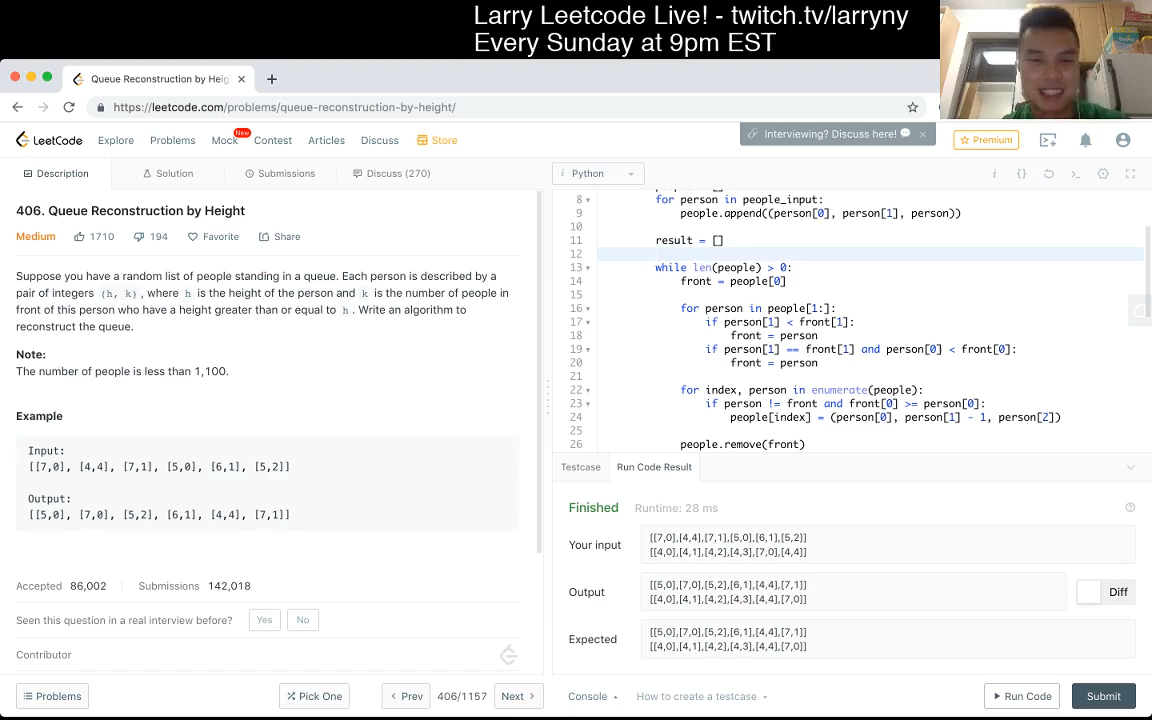 Larry Leetcode Live! - twitch.tv/larryny
Every Sunday at 9pm EST
Queue Reconstruction by Heig
https://leetcode.com/problems/queue-reconstruction-by-height/
LeetCode Explore Problems Mock New Contest Articles Discuss Store
Interviewing? Discuss here!
Premium
Description Solution Submissions Discuss (270)
406. Queue Reconstruction by Height
Medium 1710 194 Favorite Share
Suppose you have a random list of people standing in a queue. Each person is described by a
pair of integers (h, k), where h is the height of the person and k is the number of people in
front of this person who have a height greater than or equal to h. Write an algorithm to
reconstruct the queue.
Note:
The number of people is less than 1,100.
Example
Input:
[[7,0], [4,4], [7,1], [5,0], [6,1], [5,2]]
Output:
[[5,0], [7,0], [5,2], [6,1], [4,4], [7,1]]
Accepted 86,002 Submissions 142,018
Seen this question in a real interview before? Yes No
Contributor
Problems Pick One Prev 406/1157 Next
i Python
i {}
8 for person in people_input:
9 people.append((person[0], person[1], person))
10
11 result = []
12
13 while len(people) > 0:
14 front = people[0]
15
16 for person in people[1:]:
17 if person[1] < front[1]:
18 front = person
19 if person[1] == front[1] and person[0] < front[0]:
20 front = person
21
22 for index, person in enumerate(people):
23 if person != front and front[0] >= person[0]:
24 people[index] = (person[0], person[1] - 1, person[2])
25
26 people.remove(front)
Testcase Run Code Result
Finished Runtime: 28 ms
Your input
[[7,0],[4,4],[7,1],[5,0],[6,1],[5,2]]
[[4,0],[4,1],[4,2],[4,3],[7,0],[4,4]]
Output
[[5,0],[7,0],[5,2],[6,1],[4,4],[7,1]]
[[4,0],[4,1],[4,2],[4,3],[4,4],[7,0]]
Diff
Expected
[[5,0],[7,0],[5,2],[6,1],[4,4],[7,1]]
[[4,0],[4,1],[4,2],[4,3],[4,4],[7,0]]
Console How to create a testcase Run Code Submit